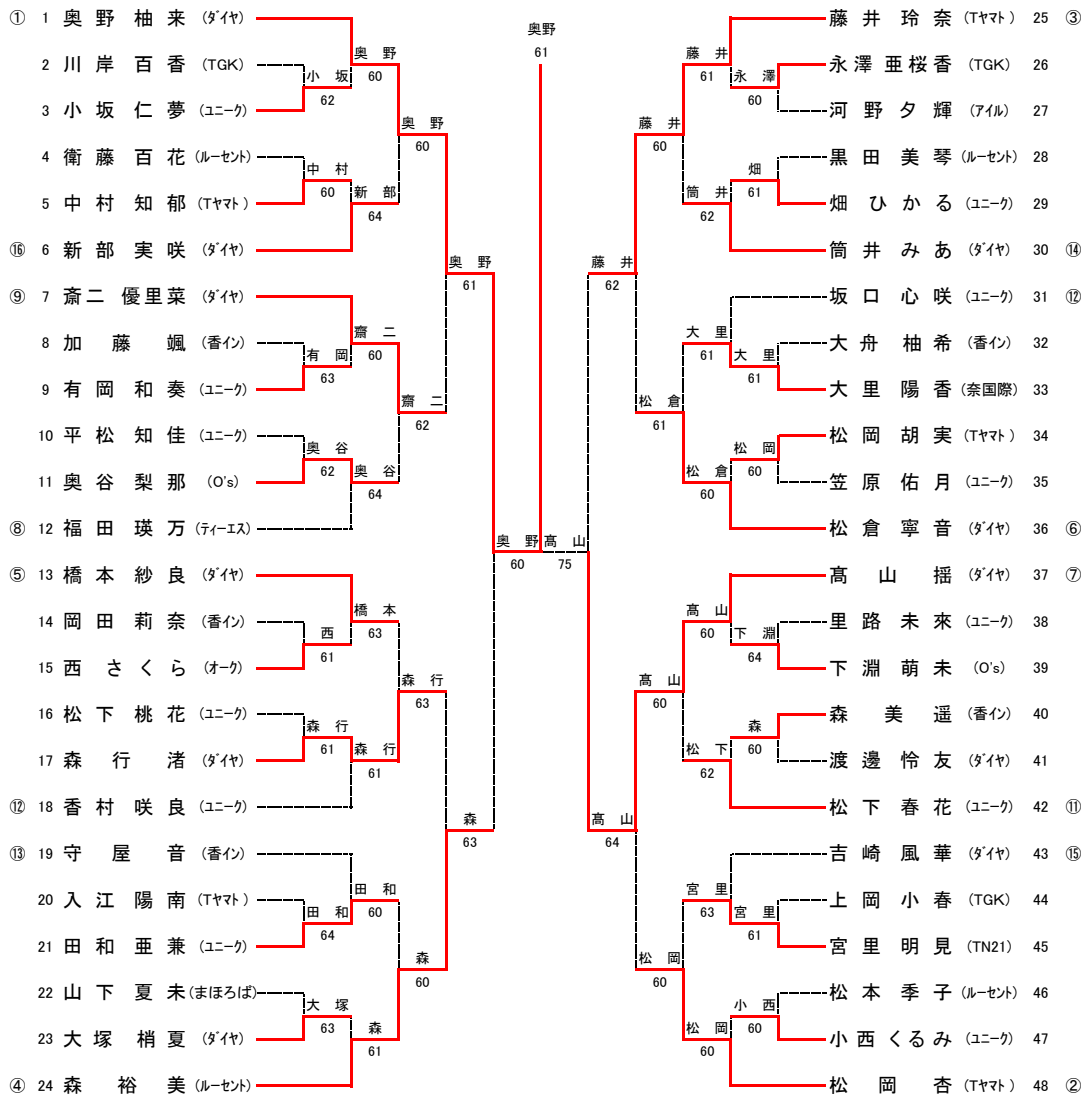 ① 1 奥野柚来 (ダイヤ)
2 川岸百香 (TGK)
3 小坂仁夢 (ユニーク)
4 衛藤百花 (ルーセント)
5 中村知郁 (Tヤマト)
⑯ 6 新部実咲 (ダイヤ)
⑨ 7 斎二優里菜 (ダイヤ)
8 加藤颯 (香イン)
9 有岡和奏 (ユニーク)
10 平松知佳 (ユニーク)
11 奥谷梨那 (O's)
⑧ 12 福田瑛万 (ティーエス)
⑤ 13 橋本紗良 (ダイヤ)
14 岡田莉奈 (香イン)
15 西さくら (オーク)
16 松下桃花 (ユニーク)
17 森行渚 (ダイヤ)
⑫ 18 香村咲良 (ユニーク)
⑬ 19 守屋音 (香イン)
20 入江陽南 (Tヤマト)
21 田和亜兼 (ユニーク)
22 山下夏未 (まほろば)
23 大塚梢夏 (ダイヤ)
④ 24 森裕美 (ルーセント)
小坂
62
中村
60
有岡
63
奥谷
62
西
61
森行
61
田和
64
大塚
63
奥野
60
新部
64
齋二
60
奥谷
64
橋本
63
森行
61
田和
60
森
61
奥野
60
齋二
62
森行
63
森
60
奥野
61
森
63
奥野
60
奥野
61
髙山
75
藤井
62
髙山
64
藤井
60
松倉
61
髙山
60
松岡
60
藤井
61
筒井
62
大里
61
松倉
60
髙山
60
松下
62
宮里
63
松岡
60
永澤
60
畑
61
大里
61
松岡
60
下淵
64
森
60
宮里
61
小西
60
藤井玲奈 (Tヤマト) 25 ③
永澤亜桜香 (TGK) 26
河野夕輝 (アイル) 27
黒田美琴 (ルーセント) 28
畑ひかる (ユニーク) 29
筒井みあ (ダイヤ) 30 ⑭
坂口心咲 (ユニーク) 31 ⑫
大舟柚希 (香イン) 32
大里陽香 (奈国際) 33
松岡胡実 (Tヤマト) 34
笠原佑月 (ユニーク) 35
松倉寧音 (ダイヤ) 36 ⑥
髙山揺 (ダイヤ) 37 ⑦
里路未來 (ユニーク) 38
下淵萌未 (O's) 39
森美遥 (香イン) 40
渡邊怜友 (ダイヤ) 41
松下春花 (ユニーク) 42 ⑪
吉崎風華 (ダイヤ) 43 ⑮
上岡小春 (TGK) 44
宮里明見 (TN21) 45
松本季子 (ルーセント) 46
小西くるみ (ユニーク) 47
松岡杏 (Tヤマト) 48 ②